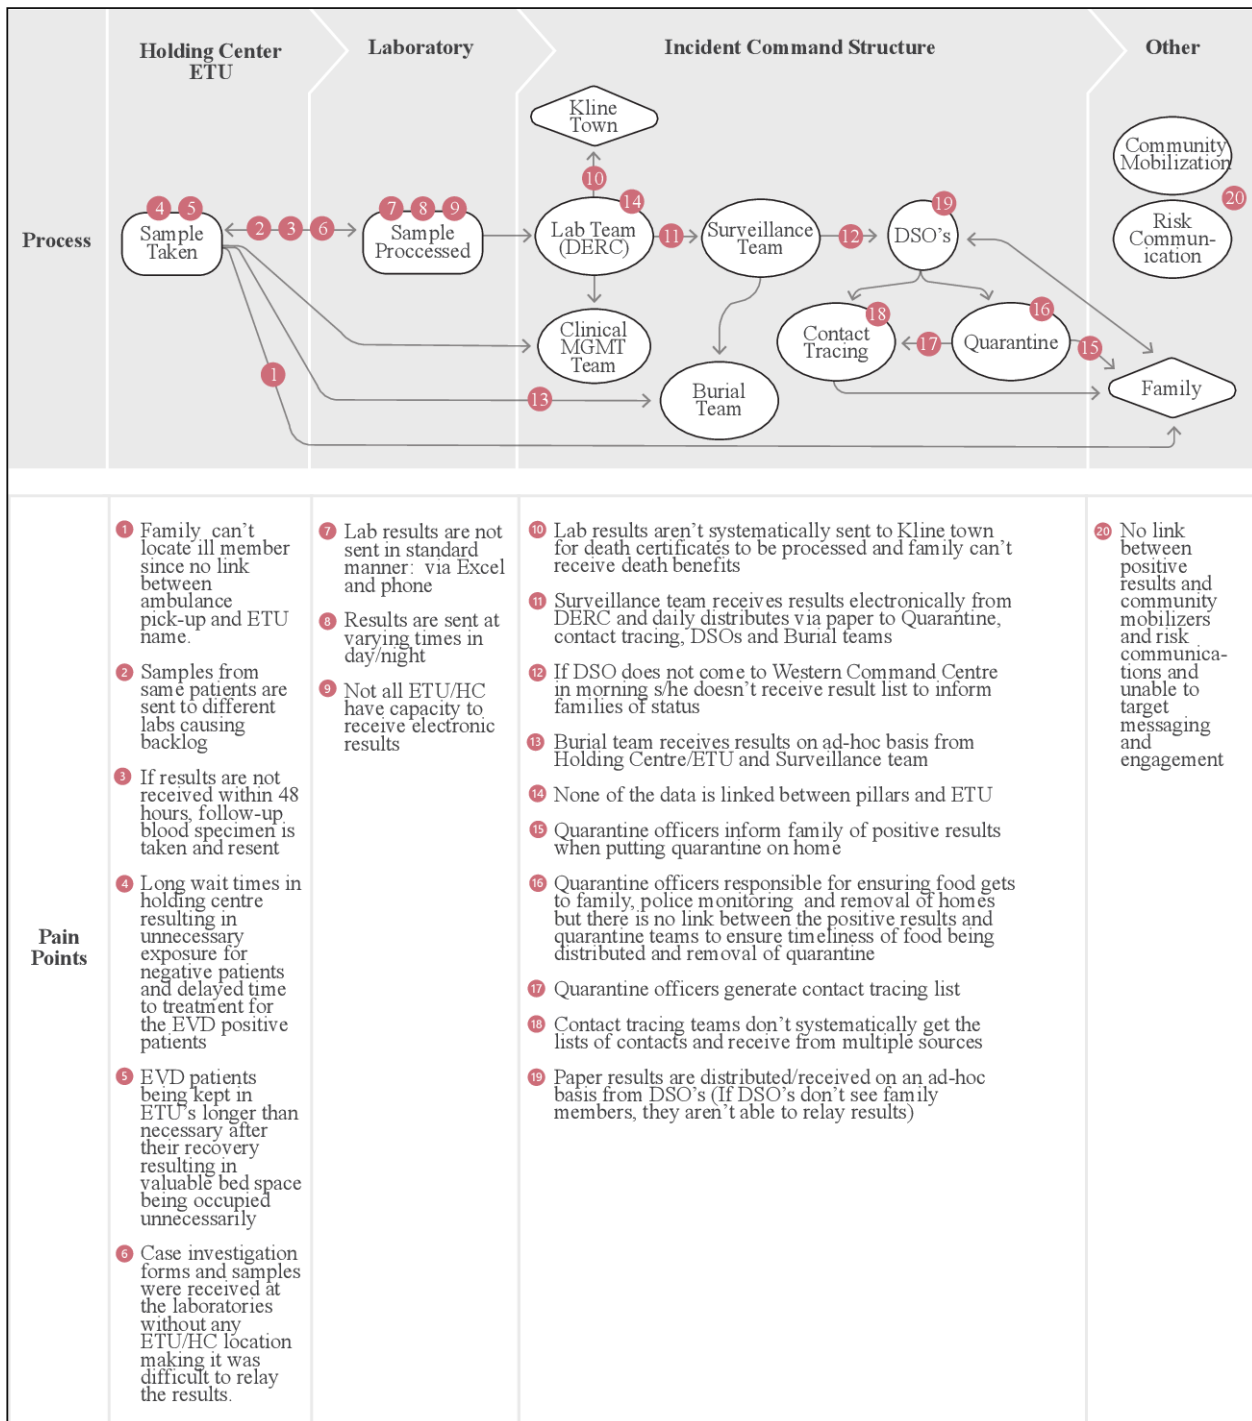 Holding Center
ETU
Laboratory
Incident Command Structure
Other
Process
Kline
Town
10
14
4 5
Sample
Taken
2 3 6
7 8 9
Sample
Proccessed
Lab Team
(DERC)
11
Surveillance
Team
12
19
DSO's
Community
Mobilization
20
Risk
Commun-
ication
Clinical
MGMT
Team
18
Contact
Tracing
17
16
Quarantine
15
1
13
Burial
Team
Family
Pain
Points
1 Family can't
locate ill member
since no link
between
ambulance
pick-up and ETU
name.
2 Samples from
same patients are
sent to different
labs causing
backlog
3 If results are not
received within 48
hours, follow-up
blood specimen is
taken and resent
4 Long wait times in
holding centre
resulting in
unnecessary
exposure for
negative patients
and delayed time
to treatment for
the EVD positive
patients
5 EVD patients
being kept in
ETU's longer than
necessary after
their recovery
resulting in
valuable bed space
being occupied
unnecessarily
6 Case investigation
forms and samples
were received at
the laboratories
without any
ETU/HC location
making it was
difficult to relay
the results.
7 Lab results are not
sent in standard
manner: via Excel
and phone
8 Results are sent at
varying times in
day/night
9 Not all ETU/HC
have capacity to
receive electronic
results
10 Lab results aren't systematically sent to Kline town
for death certificates to be processed and family can't
receive death benefits
11 Surveillance team receives results electronically from
DERC and daily distributes via paper to Quarantine,
contact tracing, DSOs and Burial teams
12 If DSO does not come to Western Command Centre
in morning s/he doesn't receive result list to inform
families of status
13 Burial team receives results on ad-hoc basis from
Holding Centre/ETU and Surveillance team
14 None of the data is linked between pillars and ETU
15 Quarantine officers inform family of positive results
when putting quarantine on home
16 Quarantine officers responsible for ensuring food gets
to family, police monitoring and removal of homes
but there is no link between the positive results and
quarantine teams to ensure timeliness of food being
distributed and removal of quarantine
17 Quarantine officers generate contact tracing list
18 Contact tracing teams don't systematically get the
lists of contacts and receive from multiple sources
19 Paper results are distributed/received on an ad-hoc
basis from DSO's (If DSO's don't see family
members, they aren't able to relay results)
20 No link
between
positive
results and
community
mobilizers
and risk
communica-
tions and
unable to
target
messaging
and
engagement